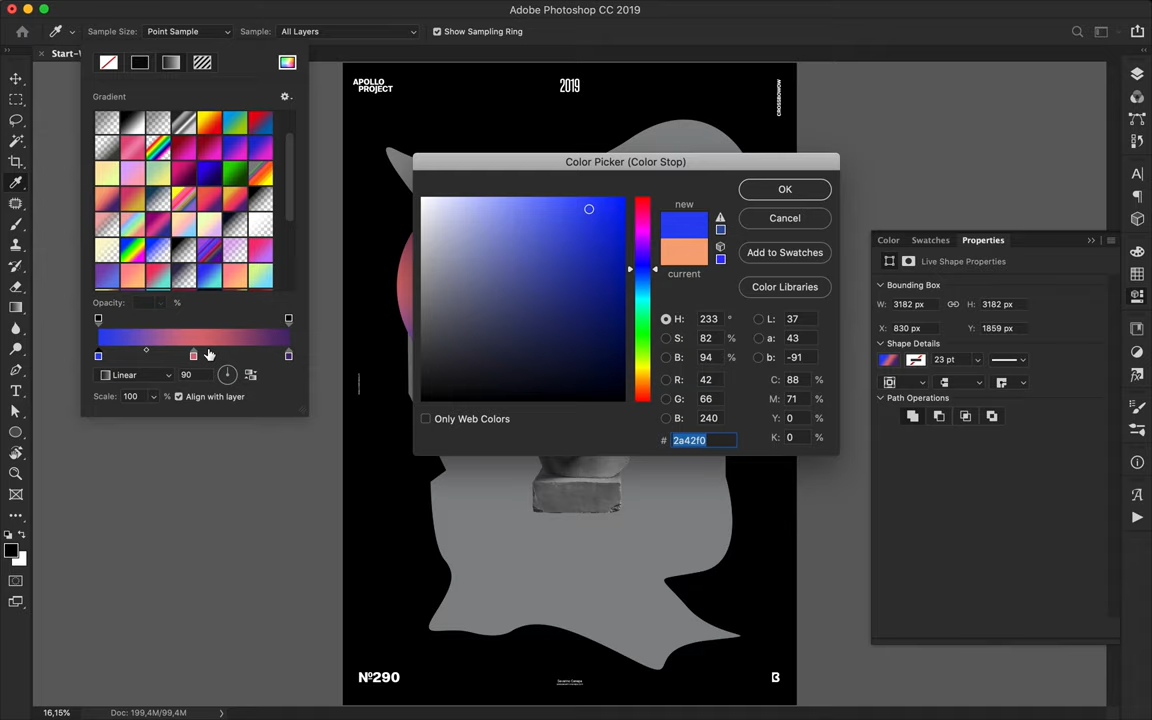 Adobe Photoshop CC 2019
Sample Size: Point Sample Sample: All Layers Show Sampling Ring
Start-
Gradient
Opacity: %
Linear 90
Scale: 100 % Align with layer
APOLLO
PROJECT
2019
CROSSBOWOW
Color Picker (Color Stop)
new
current
OK
Cancel
Add to Swatches
Color Libraries
H: 233 ° L: 37
S: 82 % a: 43
B: 94 % b: -91
R: 42 C: 88 %
G: 66 M: 71 %
B: 240 Y: 0 %
# 2a42f0 K: 0 %
Only Web Colors
Color Swatches Properties
Live Shape Properties
Bounding Box
W: 3182 px H: 3182 px
X: 830 px Y: 1859 px
Shape Details
23 pt
Path Operations
Nº290
B
16,15% Doc: 199,4M/99,4M